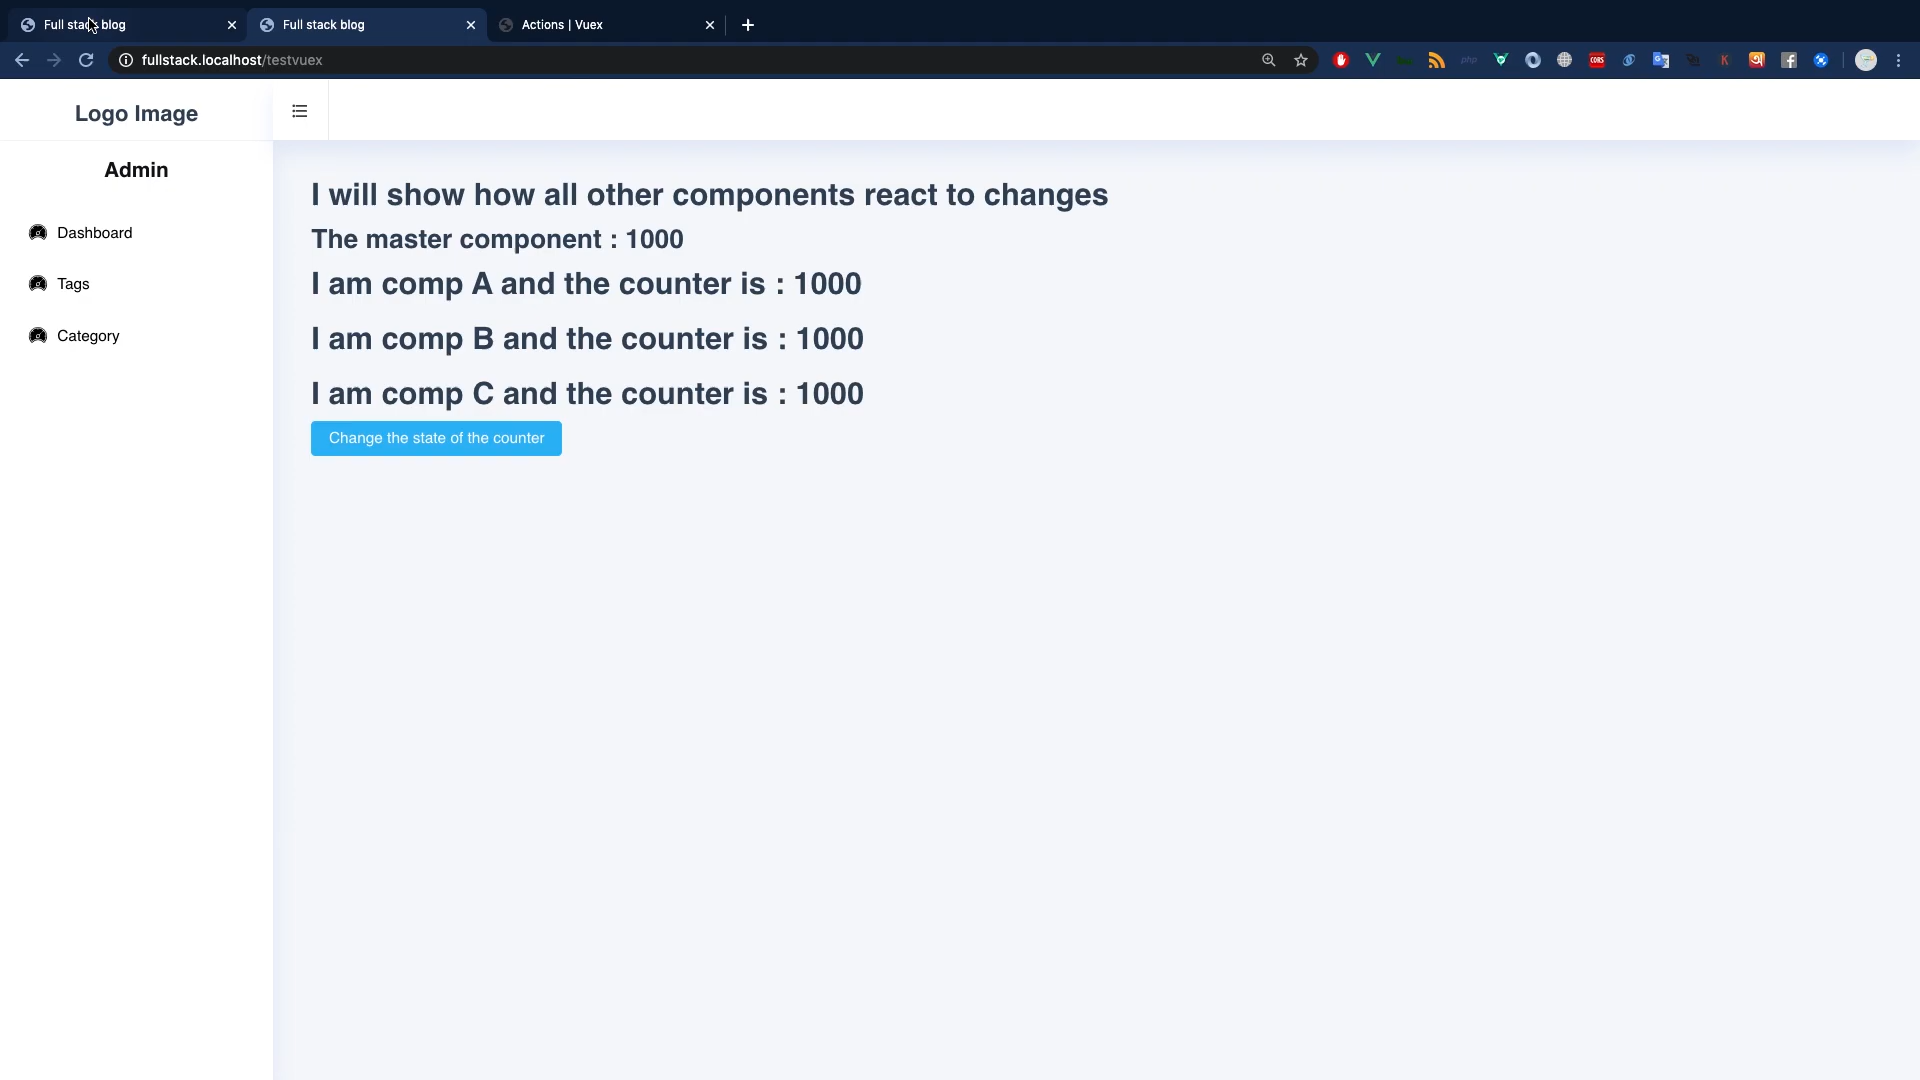 Full stack blog
Full stack blog
Actions | Vuex
fullstack.localhost/testvuex
CORS
php
K
Logo Image
Admin
Dashboard
Tags
Category
I will show how all other components react to changes
The master component : 1000
I am comp A and the counter is : 1000
I am comp B and the counter is : 1000
I am comp C and the counter is : 1000
Change the state of the counter